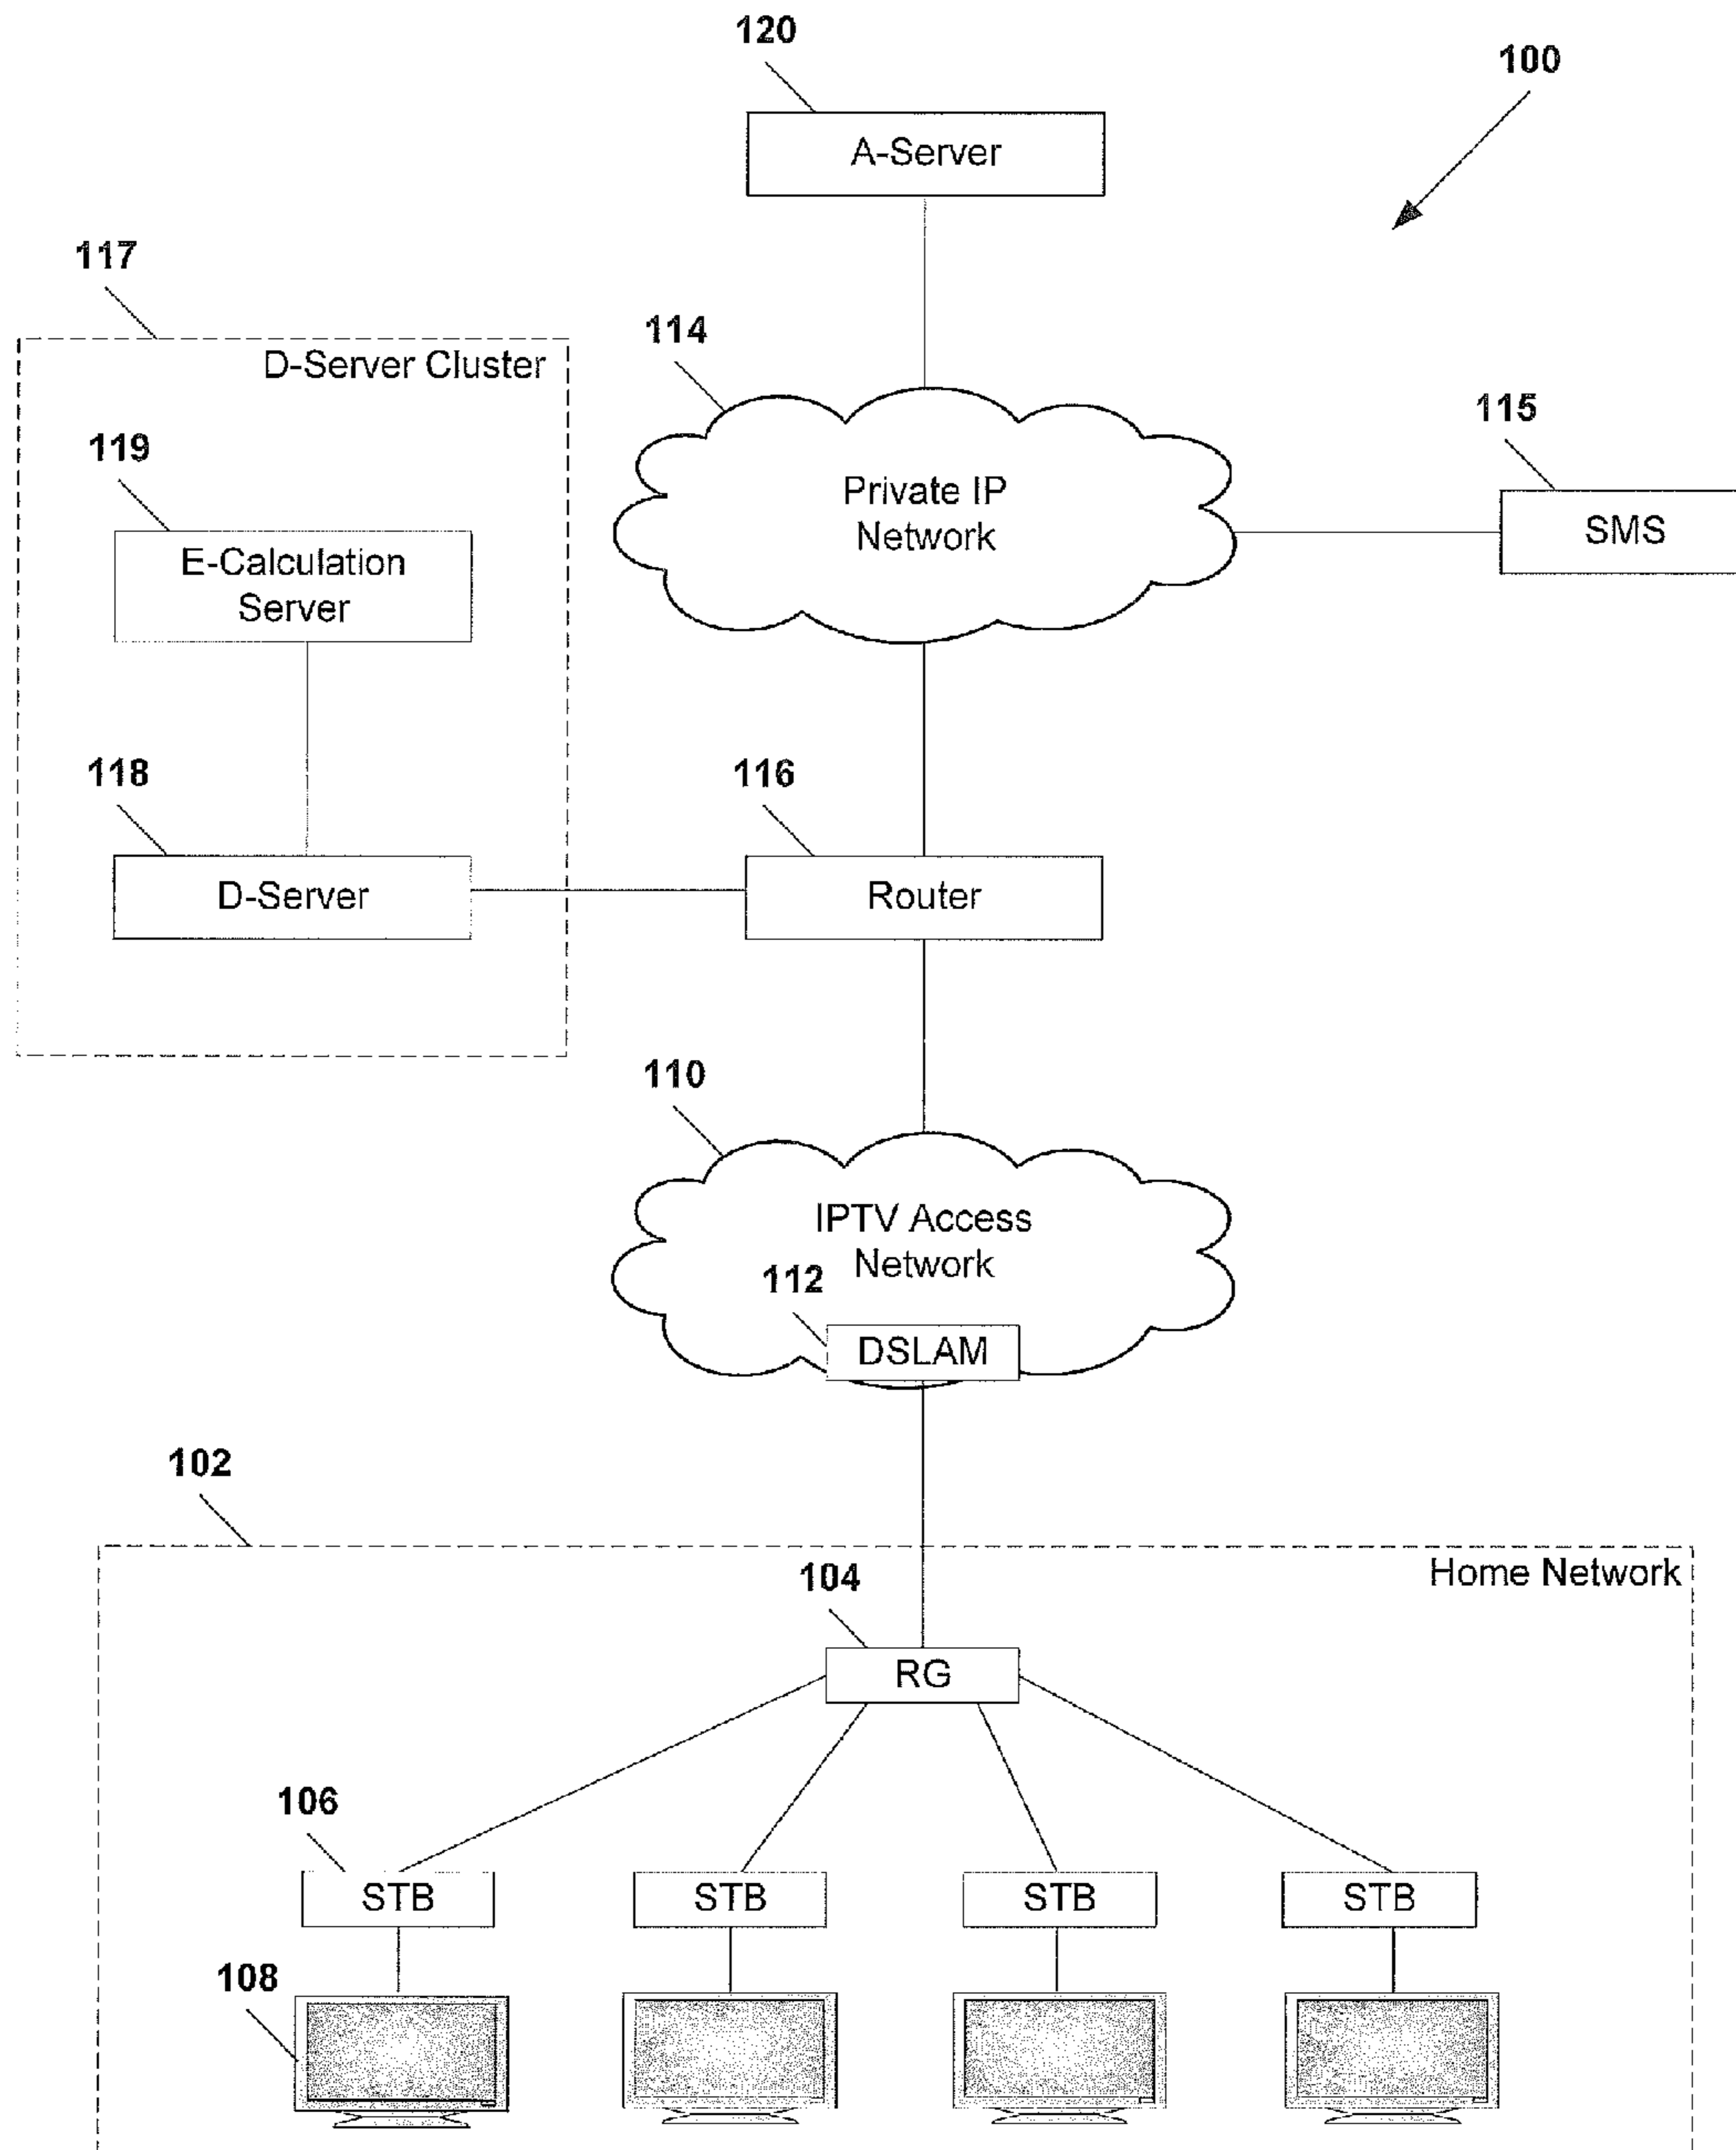 120
100
A-Server
117
114
D-Server Cluster
115
119
Private IP
Network
SMS
E-Calculation
Server
118
116
D-Server
Router
110
IPTV Access
Network
112
DSLAM
102
Home Network
104
RG
106
STB
STB
STB
STB
108